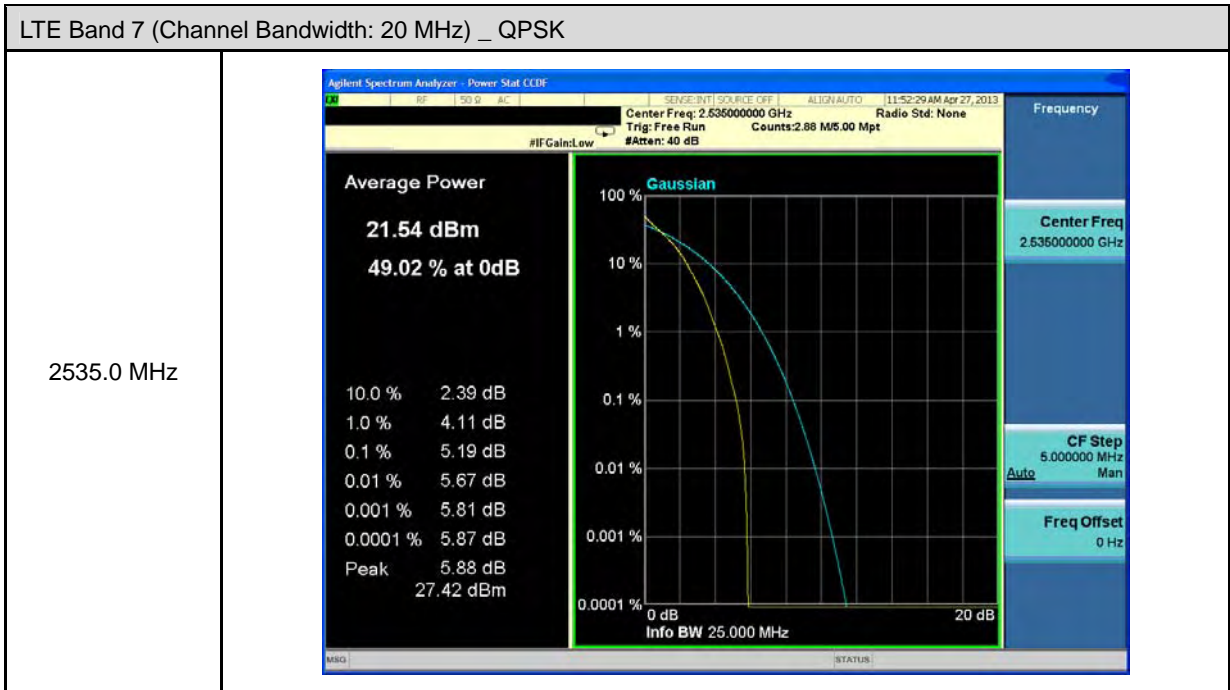 LTE Band 7 (Channel Bandwidth: 20 MHz) _ QPSK
2535.0 MHz
Agilent Spectrum Analyzer - Power Stat CCDF
RF 50 Ω AC SENSE:INT SOURCE OFF ALIGN AUTO 11:52:29 AM Apr 27, 2013
Center Freq: 2.535000000 GHz Radio Std: None
Trig: Free Run Counts:2.88 M/5.00 Mpt
#IFGain:Low #Atten: 40 dB
Frequency
Average Power
21.54 dBm
49.02 % at 0dB
10.0 % 2.39 dB
1.0 % 4.11 dB
0.1 % 5.19 dB
0.01 % 5.67 dB
0.001 % 5.81 dB
0.0001 % 5.87 dB
Peak 5.88 dB
27.42 dBm
Gaussian
100 %
10 %
1 %
0.1 %
0.01 %
0.001 %
0.0001 %
0 dB 20 dB
Info BW 25.000 MHz
Center Freq
2.535000000 GHz
CF Step
5.000000 MHz
Auto Man
Freq Offset
0 Hz
MSG STATUS